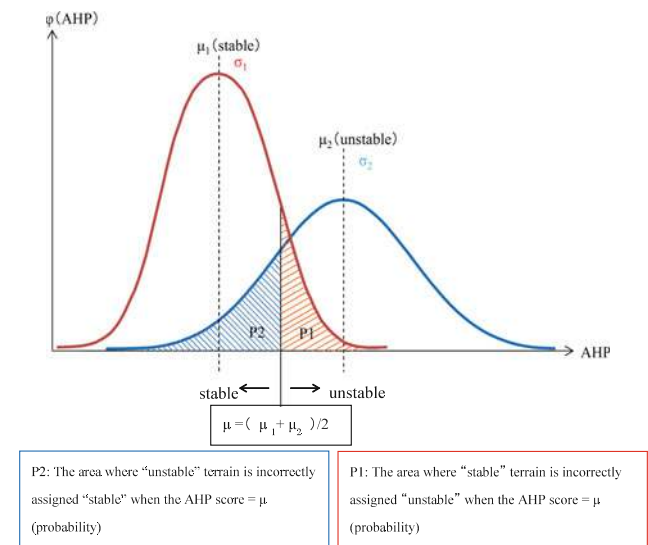 φ(AHP)
μ1(stable)
σ1
μ2(unstable)
σ2
P2
P1
AHP
stable
unstable
μ =( μ 1+ μ 2 )/2
P2: The area where “unstable” terrain is incorrectly
assigned “stable” when the AHP score = μ
(probability)
P1: The area where “stable” terrain is incorrectly
assigned “unstable” when the AHP score = μ
(probability)